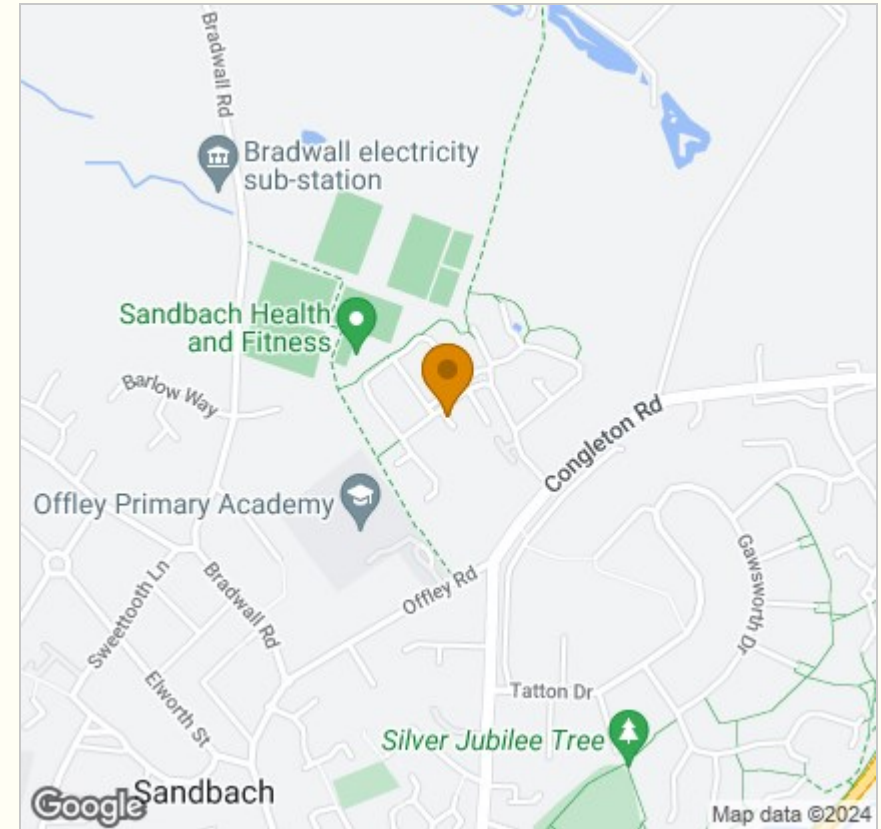 Bradwall Rd
Bradwall electricity
sub-station
Sandbach Health
and Fitness
Barlow Way
Congleton Rd
Offley Primary Academy
Gawsworth Dr
Sweettooth Ln
Bradwall Rd
Offley Rd
Elworth St
Tatton Dr
Silver Jubilee Tree
Sandbach
Google
Map data ©2024